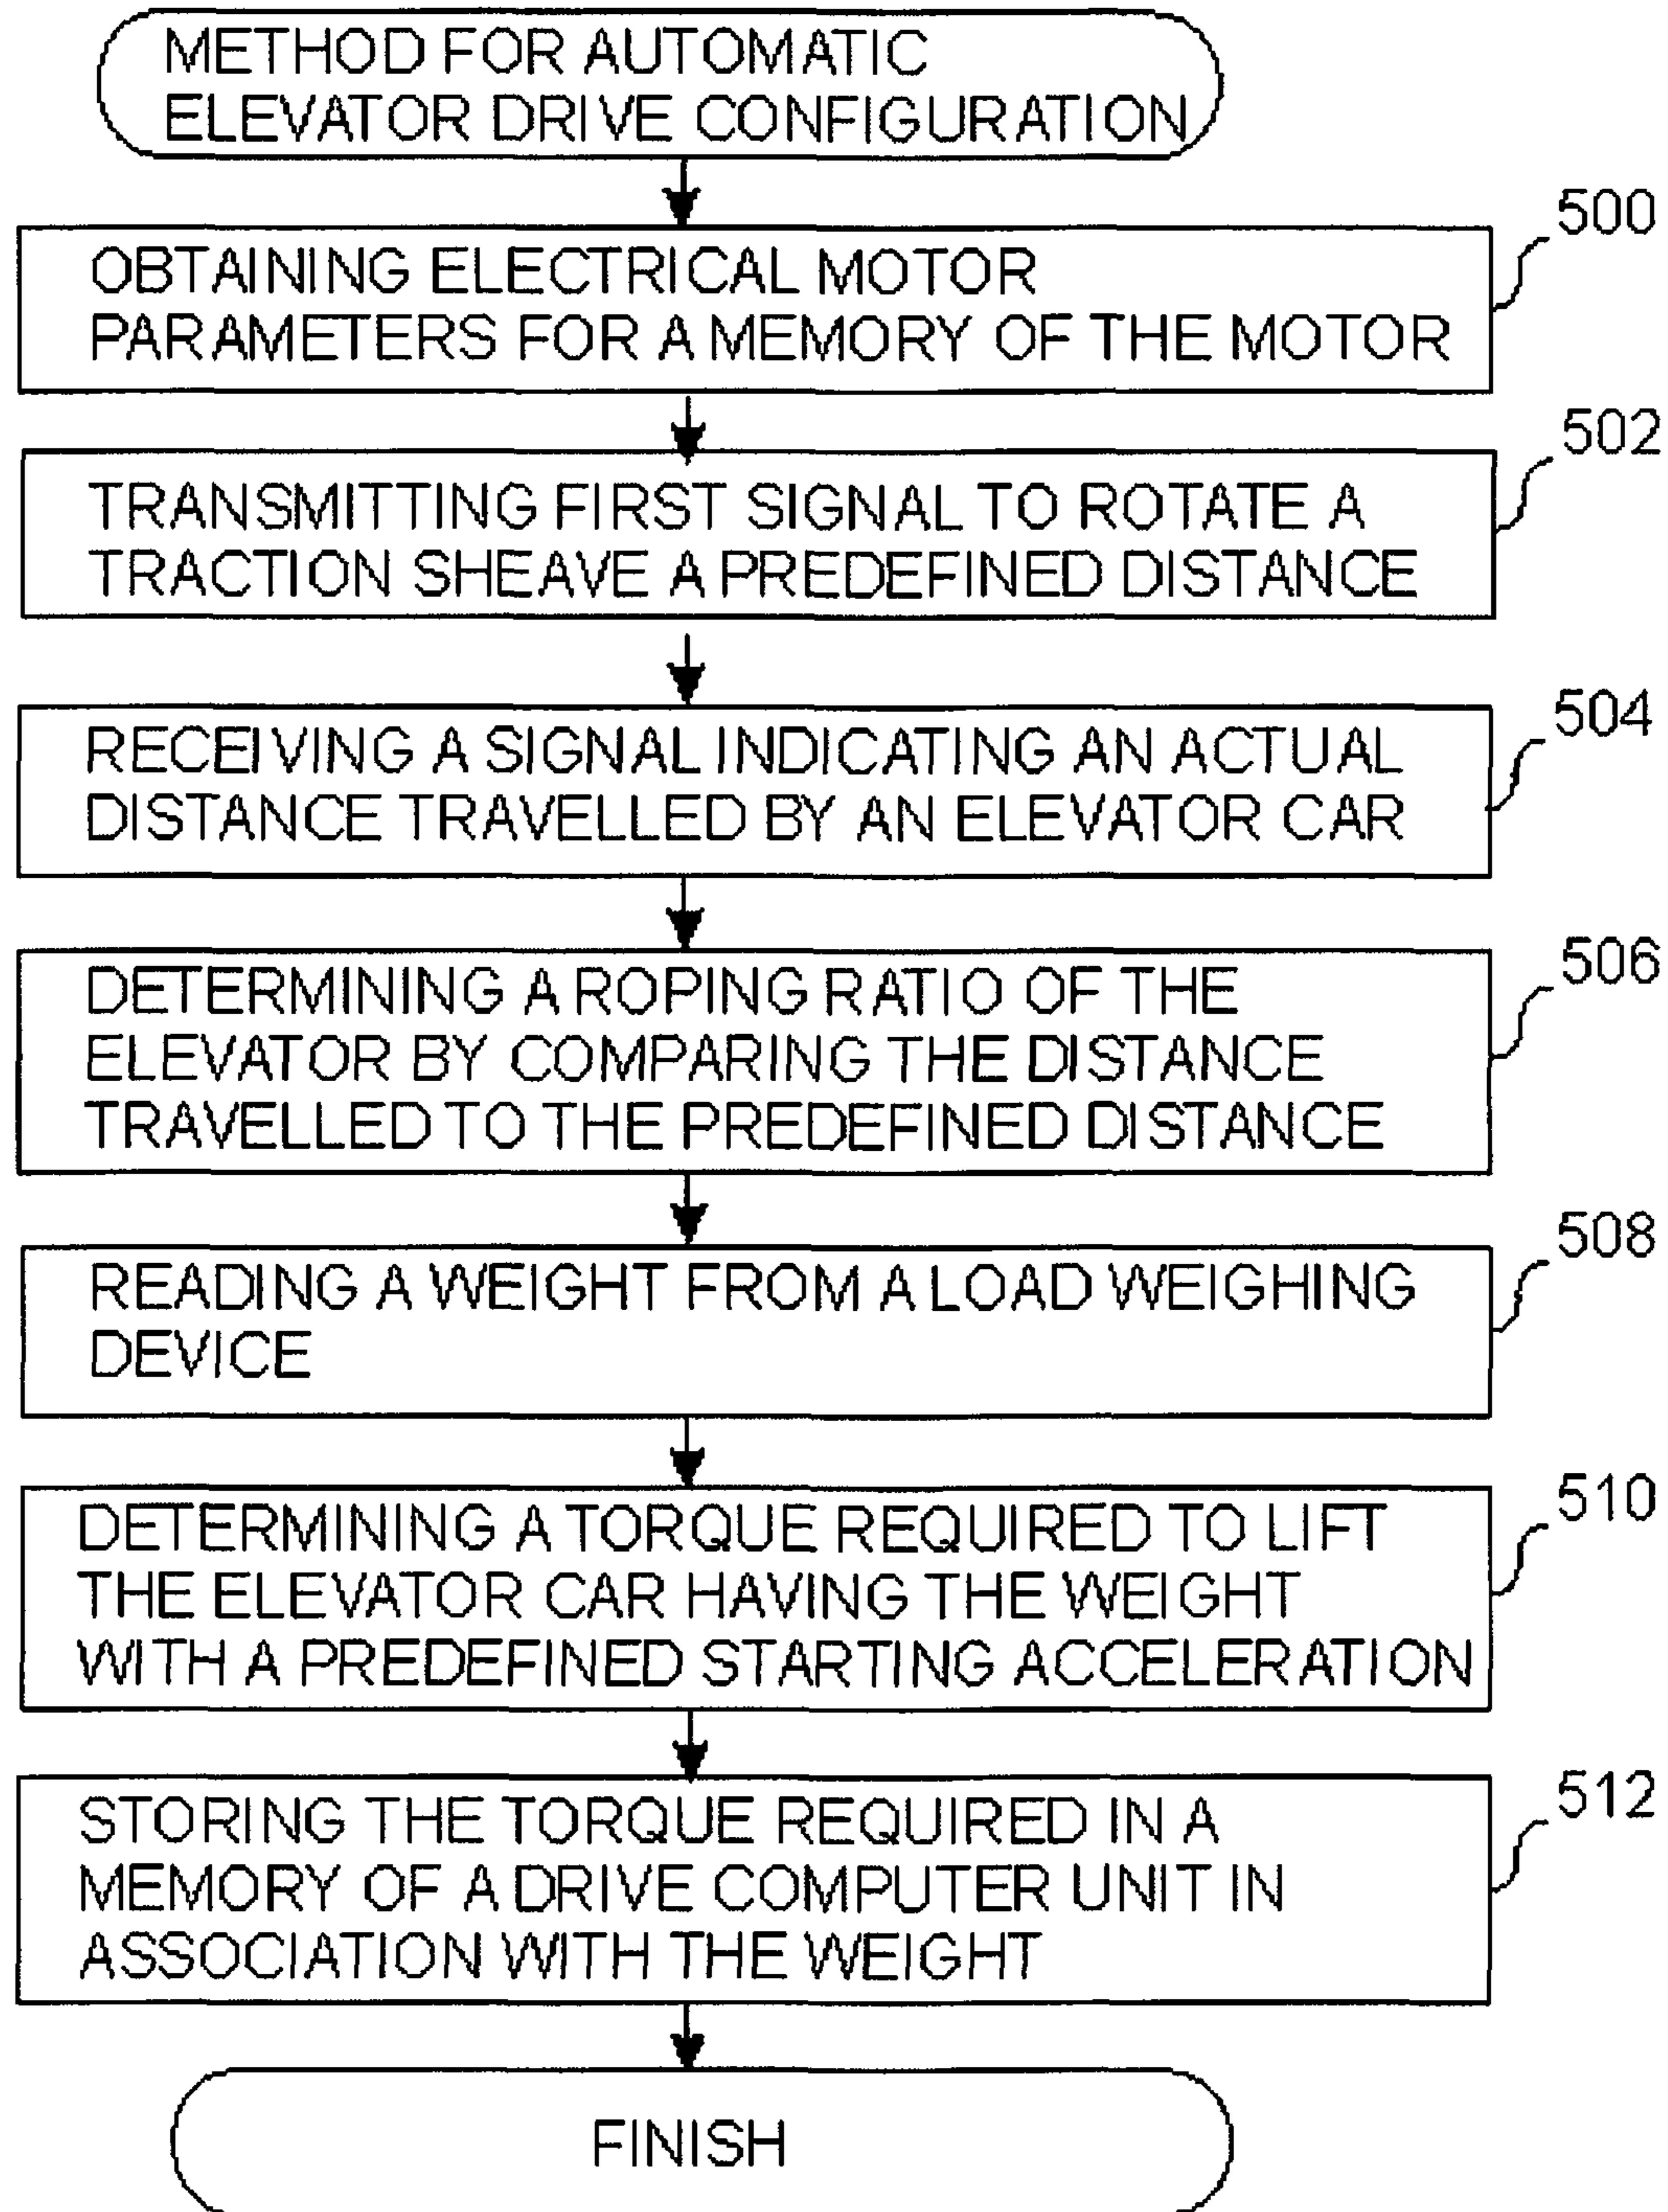 METHOD FOR AUTOMATIC
ELEVATOR DRIVE CONFIGURATION
500
OBTAINING ELECTRICAL MOTOR
PARAMETERS FOR A MEMORY OF THE MOTOR
502
TRANSMITTING FIRST SIGNAL TO ROTATE A
TRACTION SHEAVE A PREDEFINED DISTANCE
504
RECEIVING A SIGNAL INDICATING AN ACTUAL
DISTANCE TRAVELLED BY AN ELEVATOR CAR
506
DETERMINING A ROPING RATIO OF THE
ELEVATOR BY COMPARING THE DISTANCE
TRAVELLED TO THE PREDEFINED DISTANCE
508
READING A WEIGHT FROM A LOAD WEIGHING
DEVICE
510
DETERMINING A TORQUE REQUIRED TO LIFT
THE ELEVATOR CAR HAVING THE WEIGHT
WITH A PREDEFINED STARTING ACCELERATION
512
STORING THE TORQUE REQUIRED IN A
MEMORY OF A DRIVE COMPUTER UNIT IN
ASSOCIATION WITH THE WEIGHT
FINISH